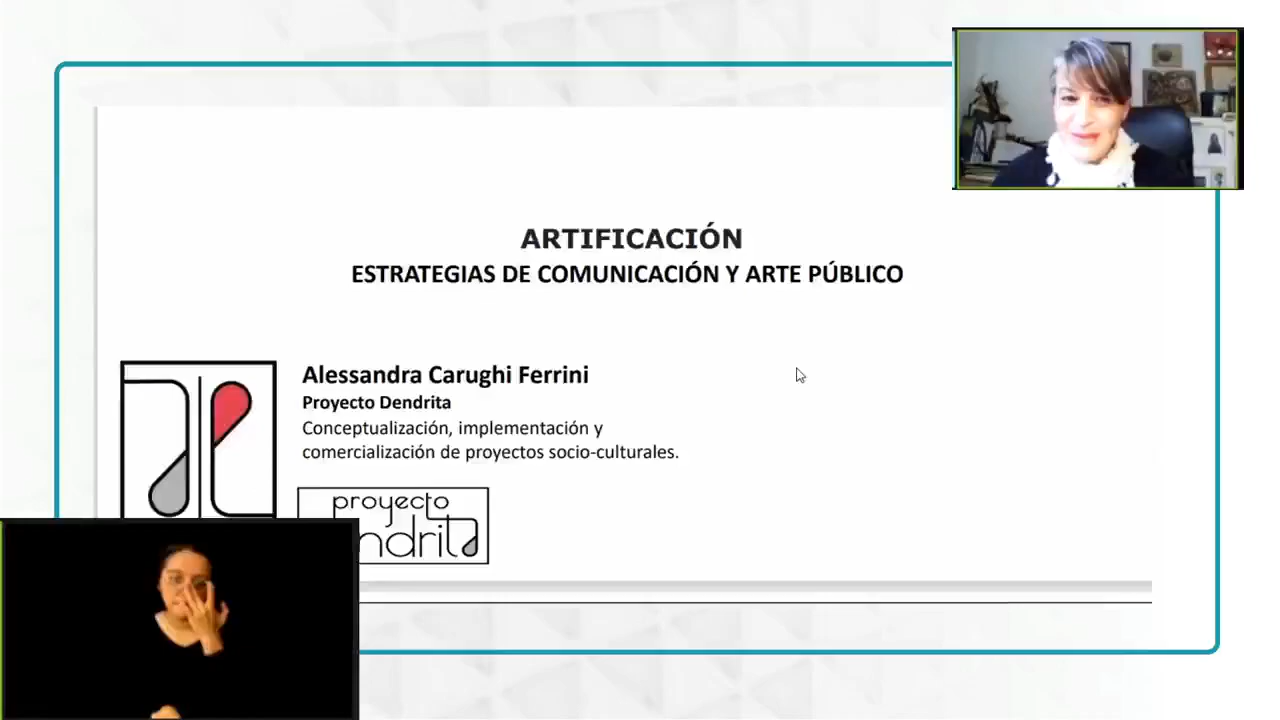 ARTIFICACIÓN
ESTRATEGIAS DE COMUNICACIÓN Y ARTE PÚBLICO
Alessandra Carughi Ferrini
Proyecto Dendrita
Conceptualización, implementación y
comercialización de proyectos socio-culturales.
proyecto
ndrita